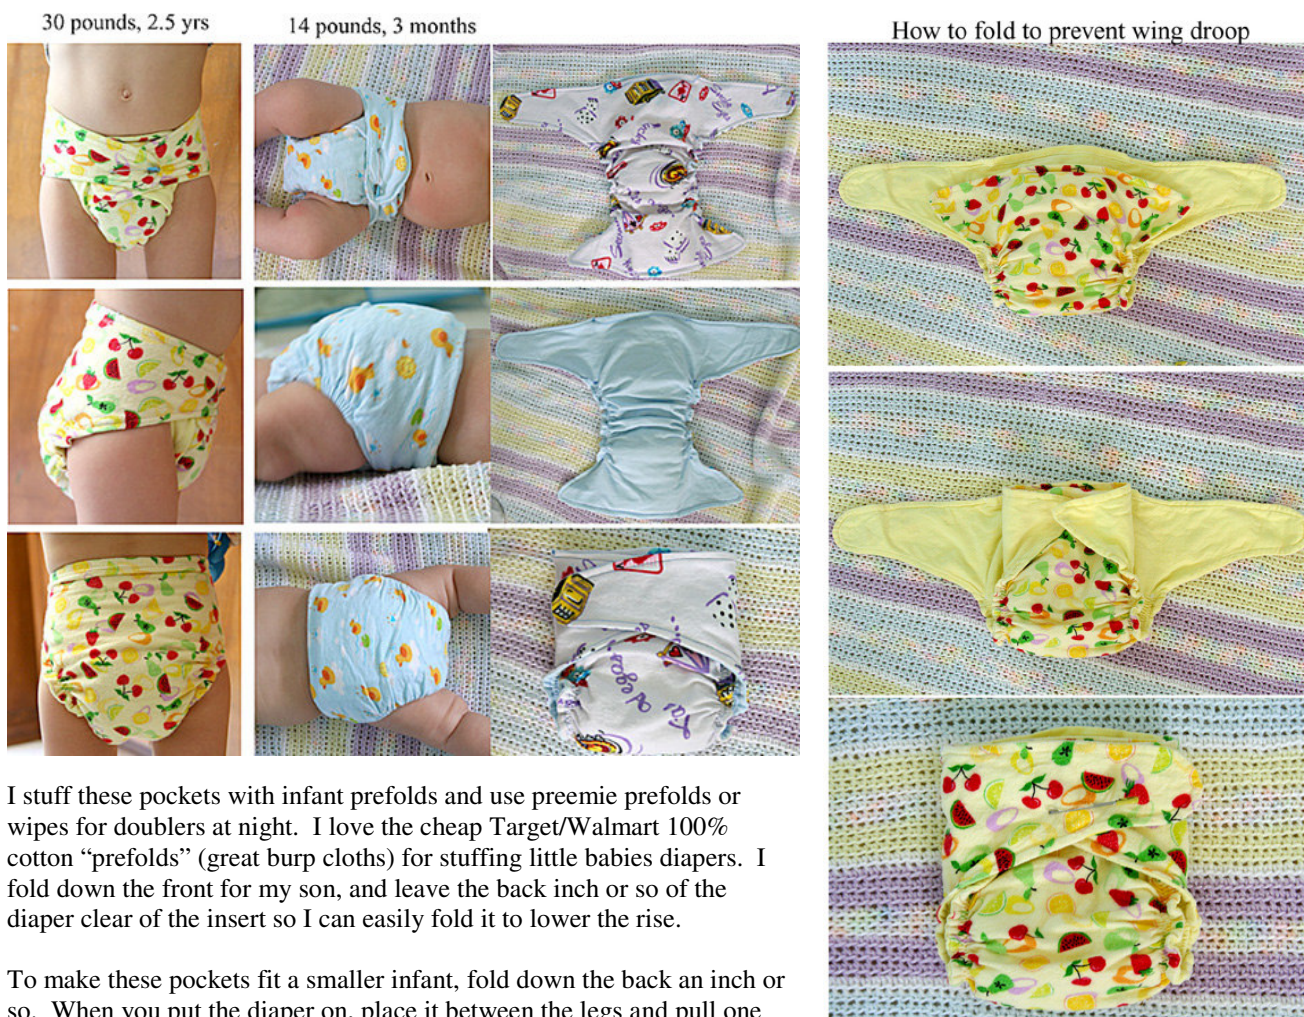 30 pounds, 2.5 yrs
14 pounds, 3 months
How to fold to prevent wing droop
I stuff these pockets with infant prefolds and use preemie prefolds or
wipes for doublers at night.  I love the cheap Target/Walmart 100%
cotton “prefolds” (great burp cloths) for stuffing little babies diapers.  I
fold down the front for my son, and leave the back inch or so of the
diaper clear of the insert so I can easily fold it to lower the rise.
To make these pockets fit a smaller infant, fold down the back an inch or
so.  When you put the diaper on, place it between the legs and pull one